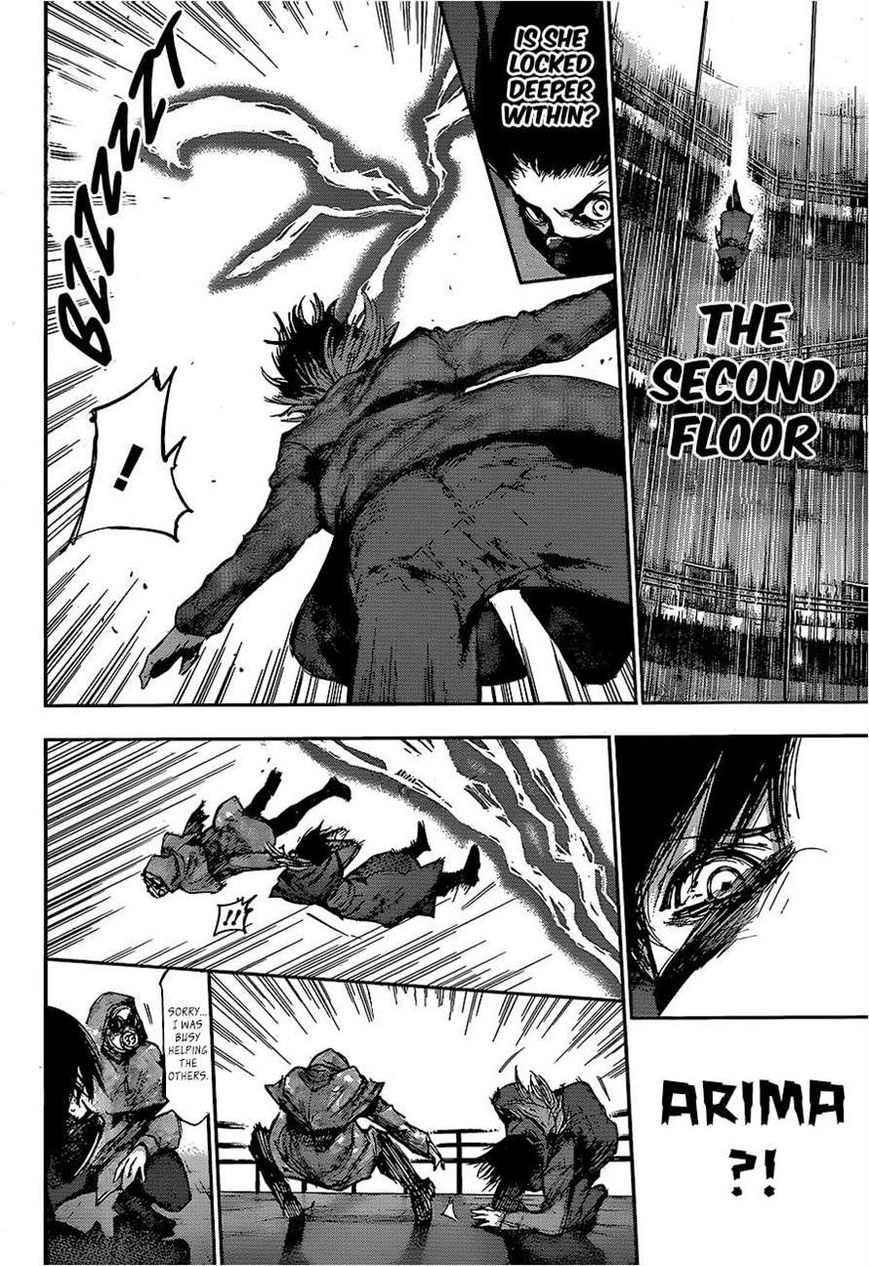 THE
SECOND
FLOOR
IS SHE
LOCKED
DEEPER
WITHIN?
BZZZZZT
!
ARIMA
?!
!!
SORRY...
I WAS
BUSY
HELPING
THE
OTHERS.